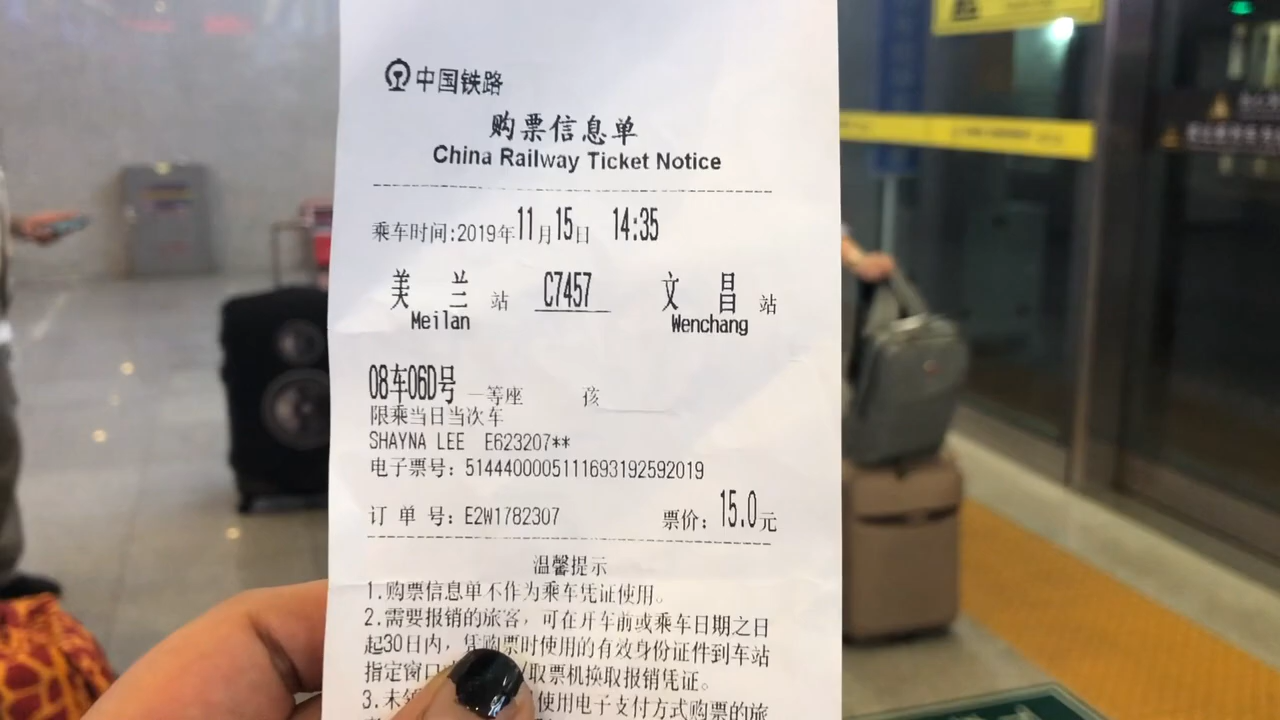 中国铁路
购票信息单
China Railway Ticket Notice
乘车时间:2019年11月15日 14:35
美兰站 C7457 文昌站
Meilan Wenchang
08车06D号 一等座 孩
限乘当日当次车
SHAYNA LEE E623207**
电子票号: 5144400005111693192592019
订单号: E2W1782307 票价: 15.0元
温馨提示
1.购票信息单不作为乘车凭证使用。
2.需要报销的旅客，可在开车前或乘车日期之日
起30日内，凭购票时使用的有效身份证件到车站
指定窗口 取票机换取报销凭证。
3.未 使用电子支付方式购票的旅